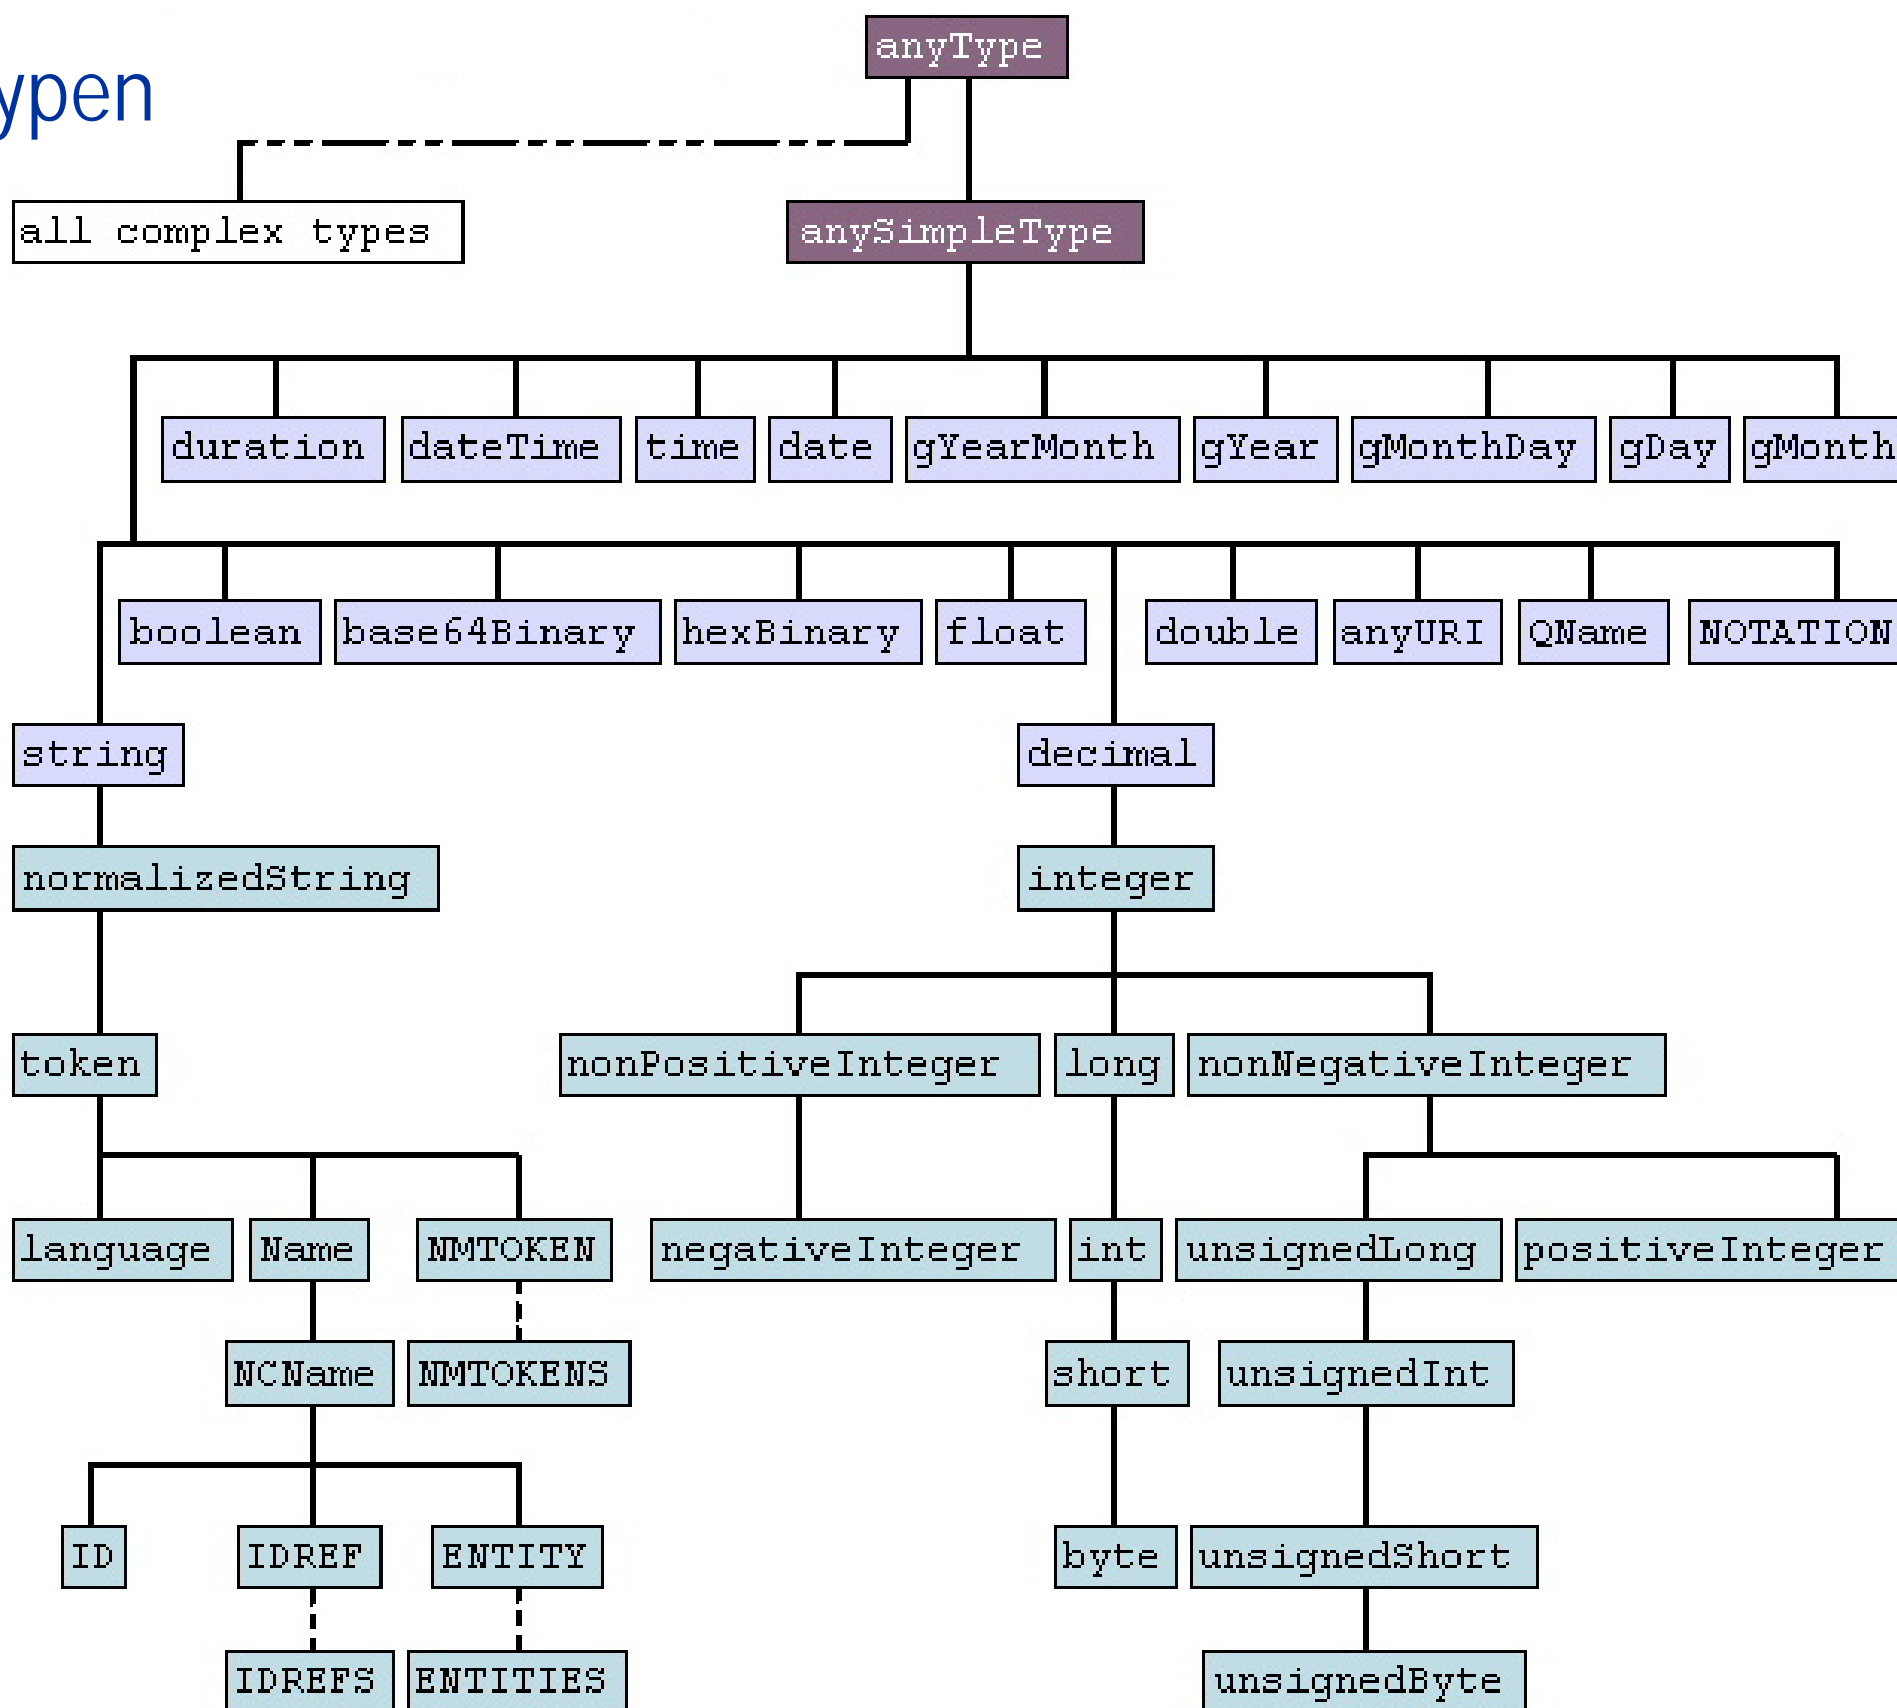 anyType
ypen
all complex types
anySimpleType
duration
dateTime
time
date
gYearMonth
gYear
gMonthDay
gDay
gMonth
boolean
base64Binary
hexBinary
float
double
anyURI
QName
NOTATION
string
decimal
normalizedString
integer
token
nonPositiveInteger
long
nonNegativeInteger
language
Name
NMTOKEN
negativeInteger
int
unsignedLong
positiveInteger
NCName
NMTOKENS
short
unsignedInt
ID
IDREF
ENTITY
byte
unsignedShort
IDREFS
ENTITIES
unsignedByte